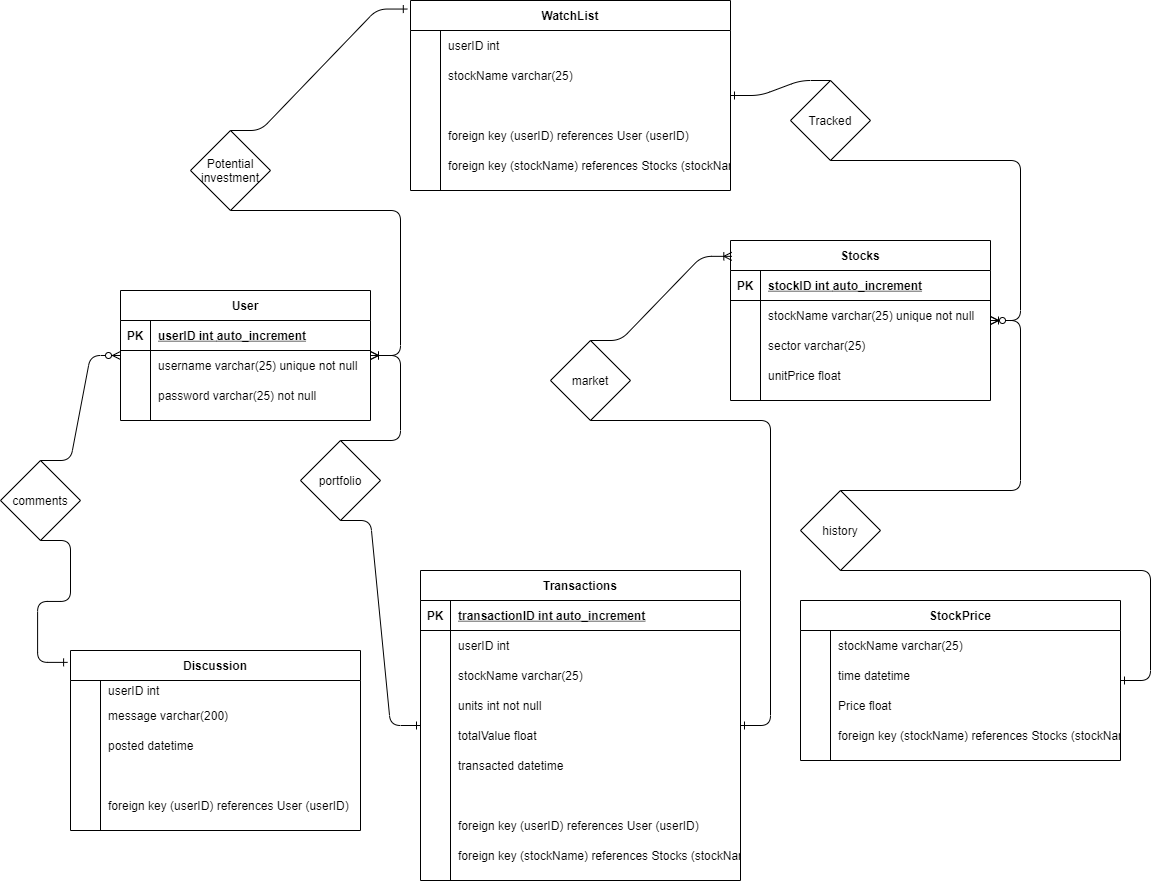 WatchList
userID int
stockName varchar(25)
foreign key (userID) references User (userID)
foreign key (stockName) references Stocks (stockNa
Tracked
Potential
investment
Stocks
PK stockID int auto_increment
stockName varchar(25) unique not null
sector varchar(25)
unitPrice float
User
PK userID int auto_increment
username varchar(25) unique not null
password varchar(25) not null
market
comments
portfolio
history
Transactions
PK transactionID int auto_increment
userID int
stockName varchar(25)
units int not null
totalValue float
transacted datetime
foreign key (userID) references User (userID)
foreign key (stockName) references Stocks (stockNa
StockPrice
stockName varchar(25)
time datetime
Price float
foreign key (stockName) references Stocks (stockNa
Discussion
userID int
message varchar(200)
posted datetime
foreign key (userID) references User (userID)